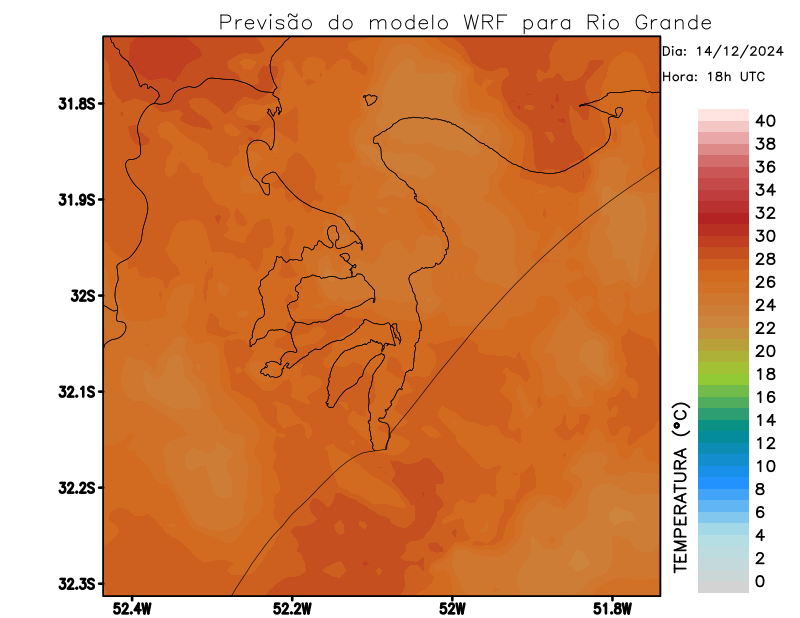 Previsão do modelo WRF para Rio Grande
Dia: 14/12/2024
Hora: 18h UTC
31.8S
31.9S
32S
32.1S
32.2S
32.3S
52.4W
52.2W
52W
51.8W
TEMPERATURA (°C)
40
38
36
34
32
30
28
26
24
22
20
18
16
14
12
10
8
6
4
2
0